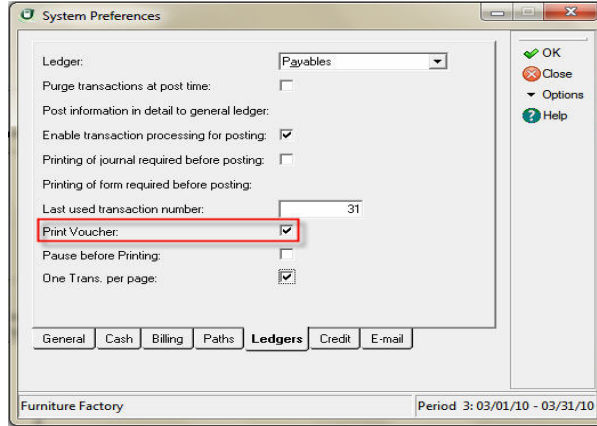 System Preferences
Ledger: Payables
Purge transactions at post time:
Post information in detail to general ledger:
Enable transaction processing for posting:
Printing of journal required before posting:
Printing of form required before posting:
Last used transaction number: 31
Print Voucher:
Pause before Printing:
One Trans. per page:
General Cash Billing Paths Ledgers Credit E-mail
OK
Close
Options
Help
Furniture Factory Period 3: 03/01/10 - 03/31/10